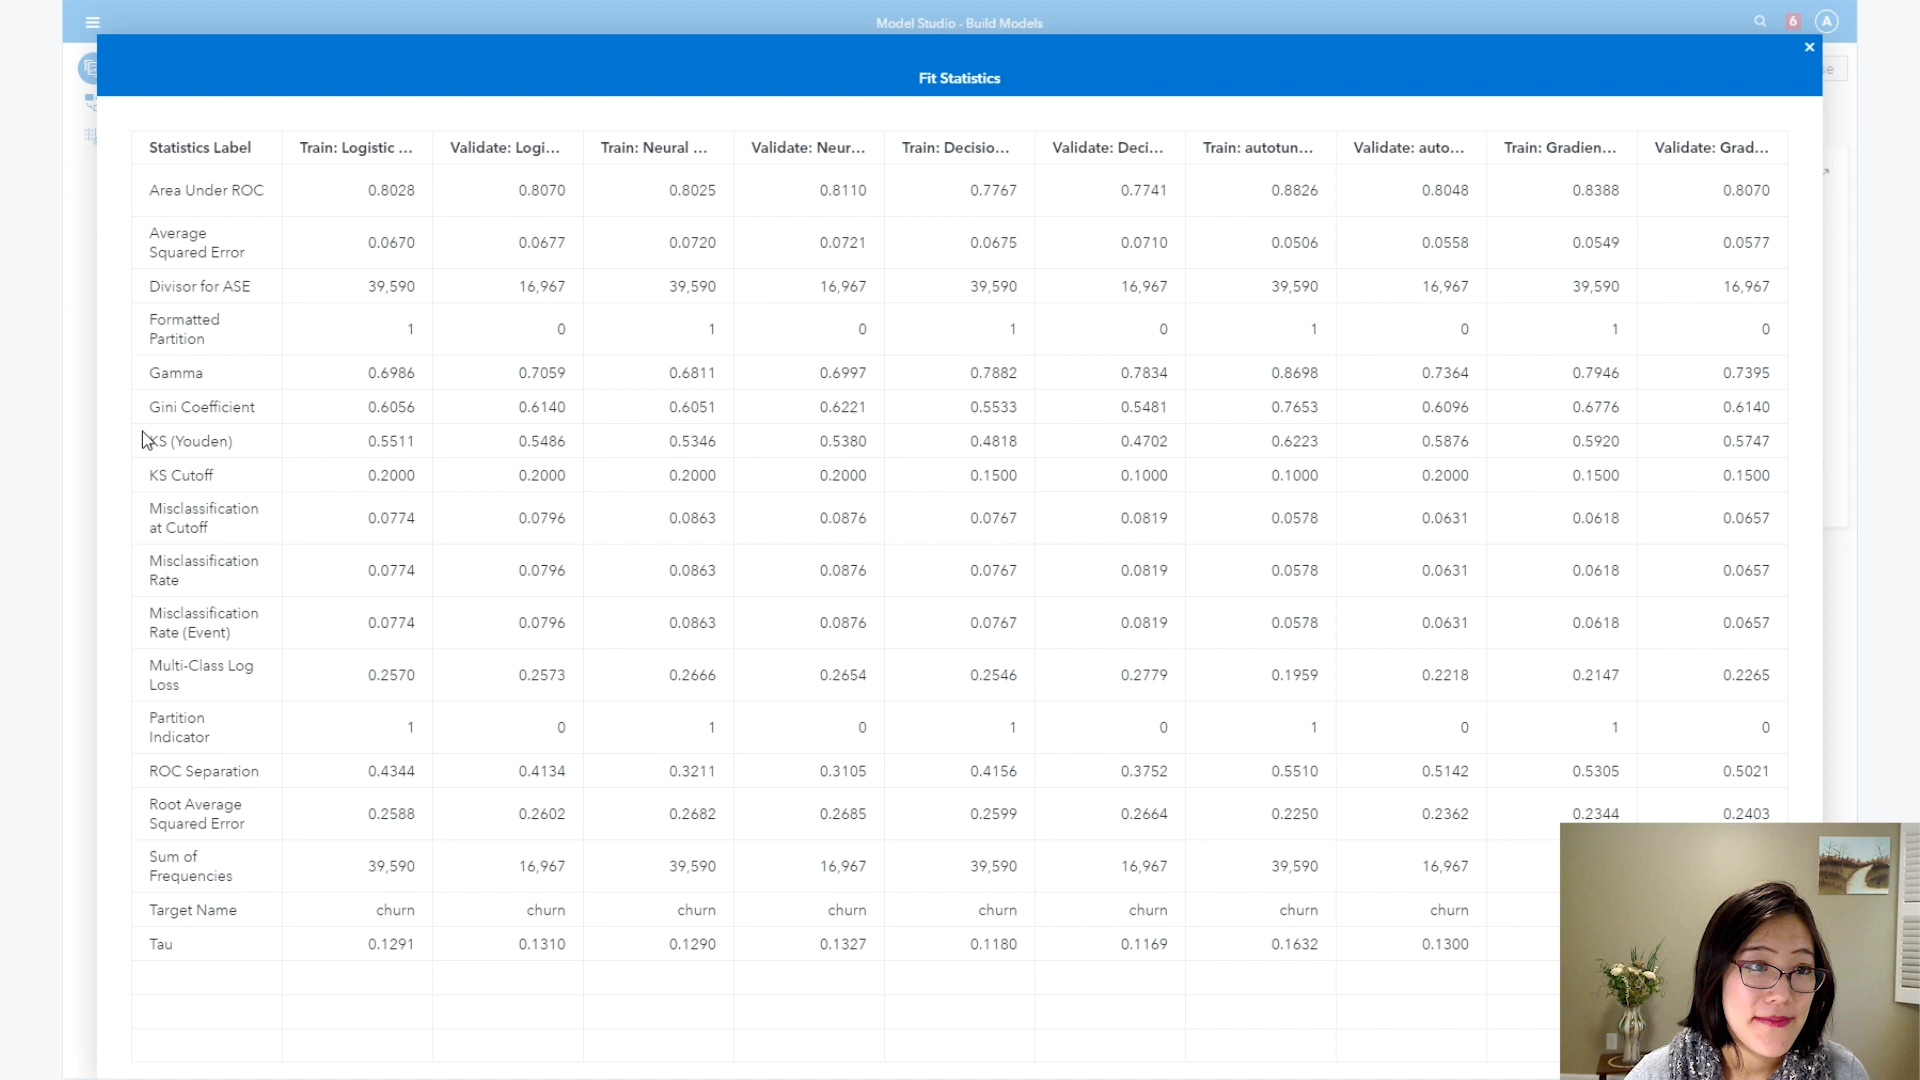 Model Studio - Build Models
6
A
Fit Statistics
Statistics Label Train: Logistic ... Validate: Logi... Train: Neural ... Validate: Neur... Train: Decisio... Validate: Deci... Train: autotun... Validate: auto... Train: Gradien... Validate: Grad...
Area Under ROC 0.8028 0.8070 0.8025 0.8110 0.7767 0.7741 0.8826 0.8048 0.8388 0.8070
Average
Squared Error 0.0670 0.0677 0.0720 0.0721 0.0675 0.0710 0.0506 0.0558 0.0549 0.0577
Divisor for ASE 39,590 16,967 39,590 16,967 39,590 16,967 39,590 16,967 39,590 16,967
Formatted
Partition 1 0 1 0 1 0 1 0 1 0
Gamma 0.6986 0.7059 0.6811 0.6997 0.7882 0.7834 0.8698 0.7364 0.7946 0.7395
Gini Coefficient 0.6056 0.6140 0.6051 0.6221 0.5533 0.5481 0.7653 0.6096 0.6776 0.6140
KS (Youden) 0.5511 0.5486 0.5346 0.5380 0.4818 0.4702 0.6223 0.5876 0.5920 0.5747
KS Cutoff 0.2000 0.2000 0.2000 0.2000 0.1500 0.1000 0.1000 0.2000 0.1500 0.1500
Misclassification
at Cutoff 0.0774 0.0796 0.0863 0.0876 0.0767 0.0819 0.0578 0.0631 0.0618 0.0657
Misclassification
Rate 0.0774 0.0796 0.0863 0.0876 0.0767 0.0819 0.0578 0.0631 0.0618 0.0657
Misclassification
Rate (Event) 0.0774 0.0796 0.0863 0.0876 0.0767 0.0819 0.0578 0.0631 0.0618 0.0657
Multi-Class Log
Loss 0.2570 0.2573 0.2666 0.2654 0.2546 0.2779 0.1959 0.2218 0.2147 0.2265
Partition
Indicator 1 0 1 0 1 0 1 0 1 0
ROC Separation 0.4344 0.4134 0.3211 0.3105 0.4156 0.3752 0.5510 0.5142 0.5305 0.5021
Root Average
Squared Error 0.2588 0.2602 0.2682 0.2685 0.2599 0.2664 0.2250 0.2362 0.2344 0.2403
Sum of
Frequencies 39,590 16,967 39,590 16,967 39,590 16,967 39,590 16,967
Target Name churn churn churn churn churn churn churn churn
Tau 0.1291 0.1310 0.1290 0.1327 0.1180 0.1169 0.1632 0.1300